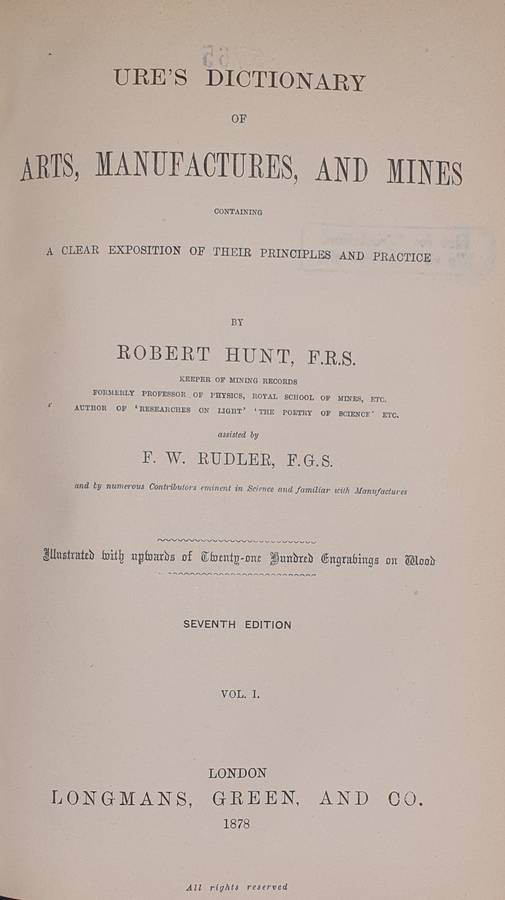 URE'S DICTIONARY
OF
ARTS, MANUFACTURES, AND MINES
CONTAINING
A CLEAR EXPOSITION OF THEIR PRINCIPLES AND PRACTICE
BY
ROBERT HUNT, F.R.S.
KEEPER OF MINING RECORDS
FORMERLY PROFESSOR OF PHYSICS, ROYAL SCHOOL OF MINES, ETC.
AUTHOR OF 'RESEARCHES ON LIGHT' 'THE POETRY OF SCIENCE' ETC.
assisted by
F. W. RUDLER, F.G.S.
and by numerous Contributors eminent in Science and familiar with Manufactures
Illustrated with upwards of Twenty-one Hundred Engravings on Wood
SEVENTH EDITION
VOL. I.
LONDON
LONGMANS, GREEN, AND CO.
1878
All rights reserved